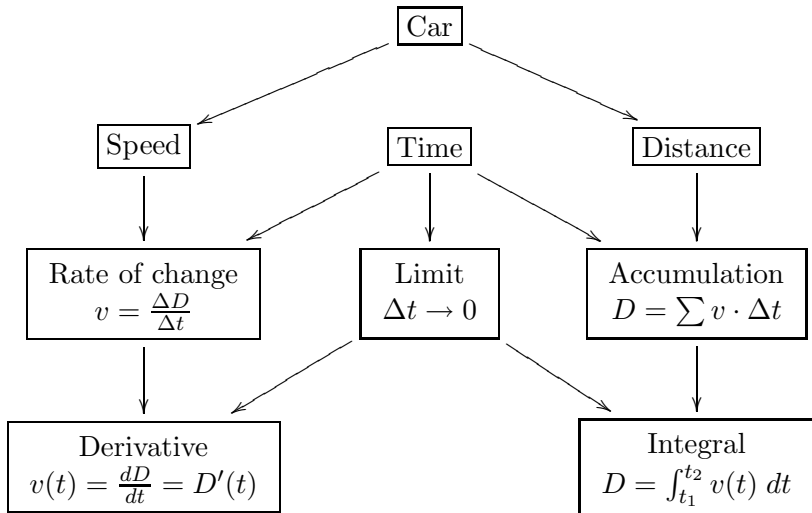 Car
Speed
Time
Distance
Rate of change
v = ΔD/Δt
Limit
Δt → 0
Accumulation
D = ∑ v · Δt
Derivative
v(t) = dD/dt = D′(t)
Integral
D = ∫_{t₁}^{t₂} v(t) dt